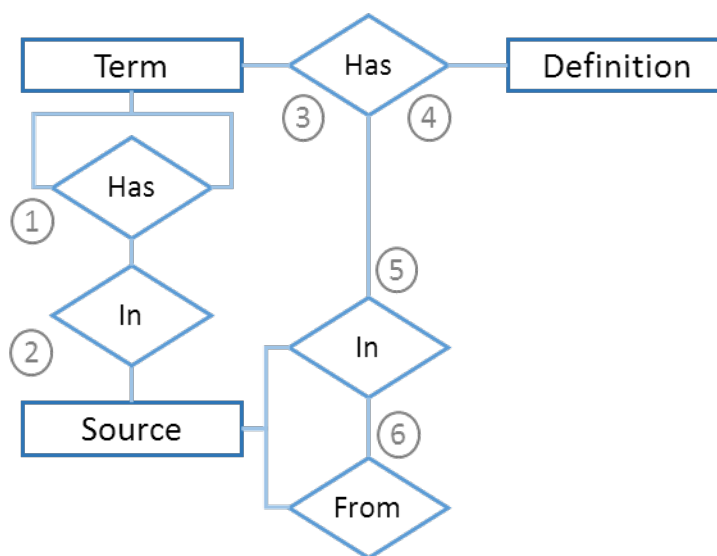 Term
Has
Definition
3
4
Has
1
5
In
2
In
Source
6
From